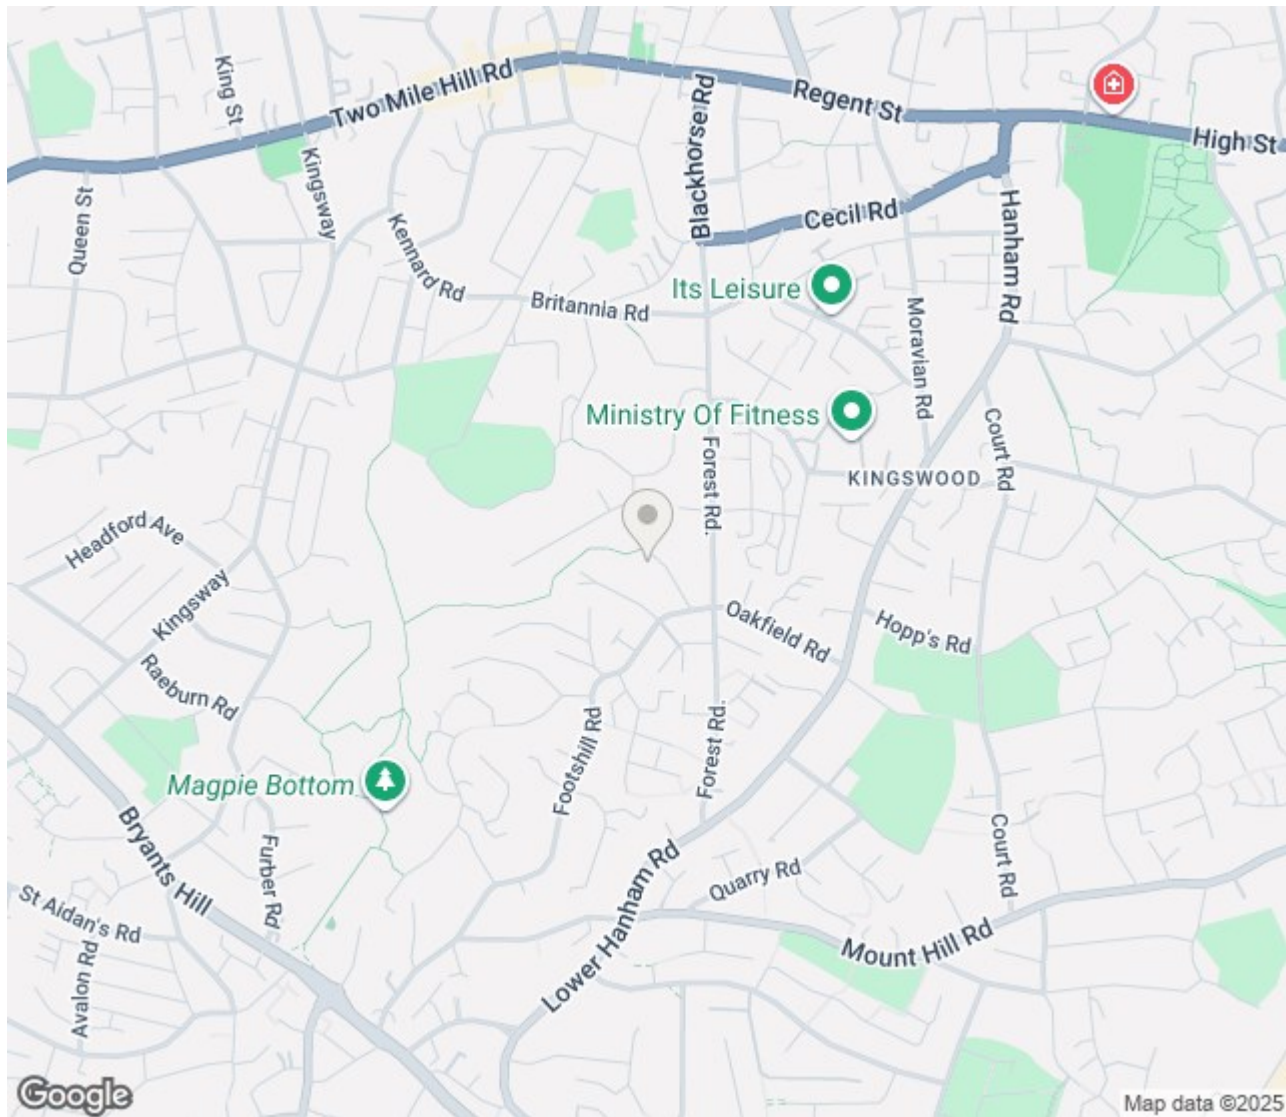 King St
Two Mile Hill Rd
Blackhorse Rd
Regent St
High St
Kingsway
Queen St
Kennard Rd
Cecil Rd
Hanham Rd
Its Leisure
Britannia Rd
Moravian Rd
Ministry Of Fitness
Court Rd
Forest Rd.
KINGSWOOD
Headford Ave
Kingsway
Oakfield Rd
Hopp's Rd
Raeburn Rd
Footshill Rd
Forest Rd.
Magpie Bottom
Bryants Hill
Furber Rd
Court Rd
Quarry Rd
St Aidan's Rd
Lower Hanham Rd
Mount Hill Rd
Avalon Rd
Google
Map data ©2025